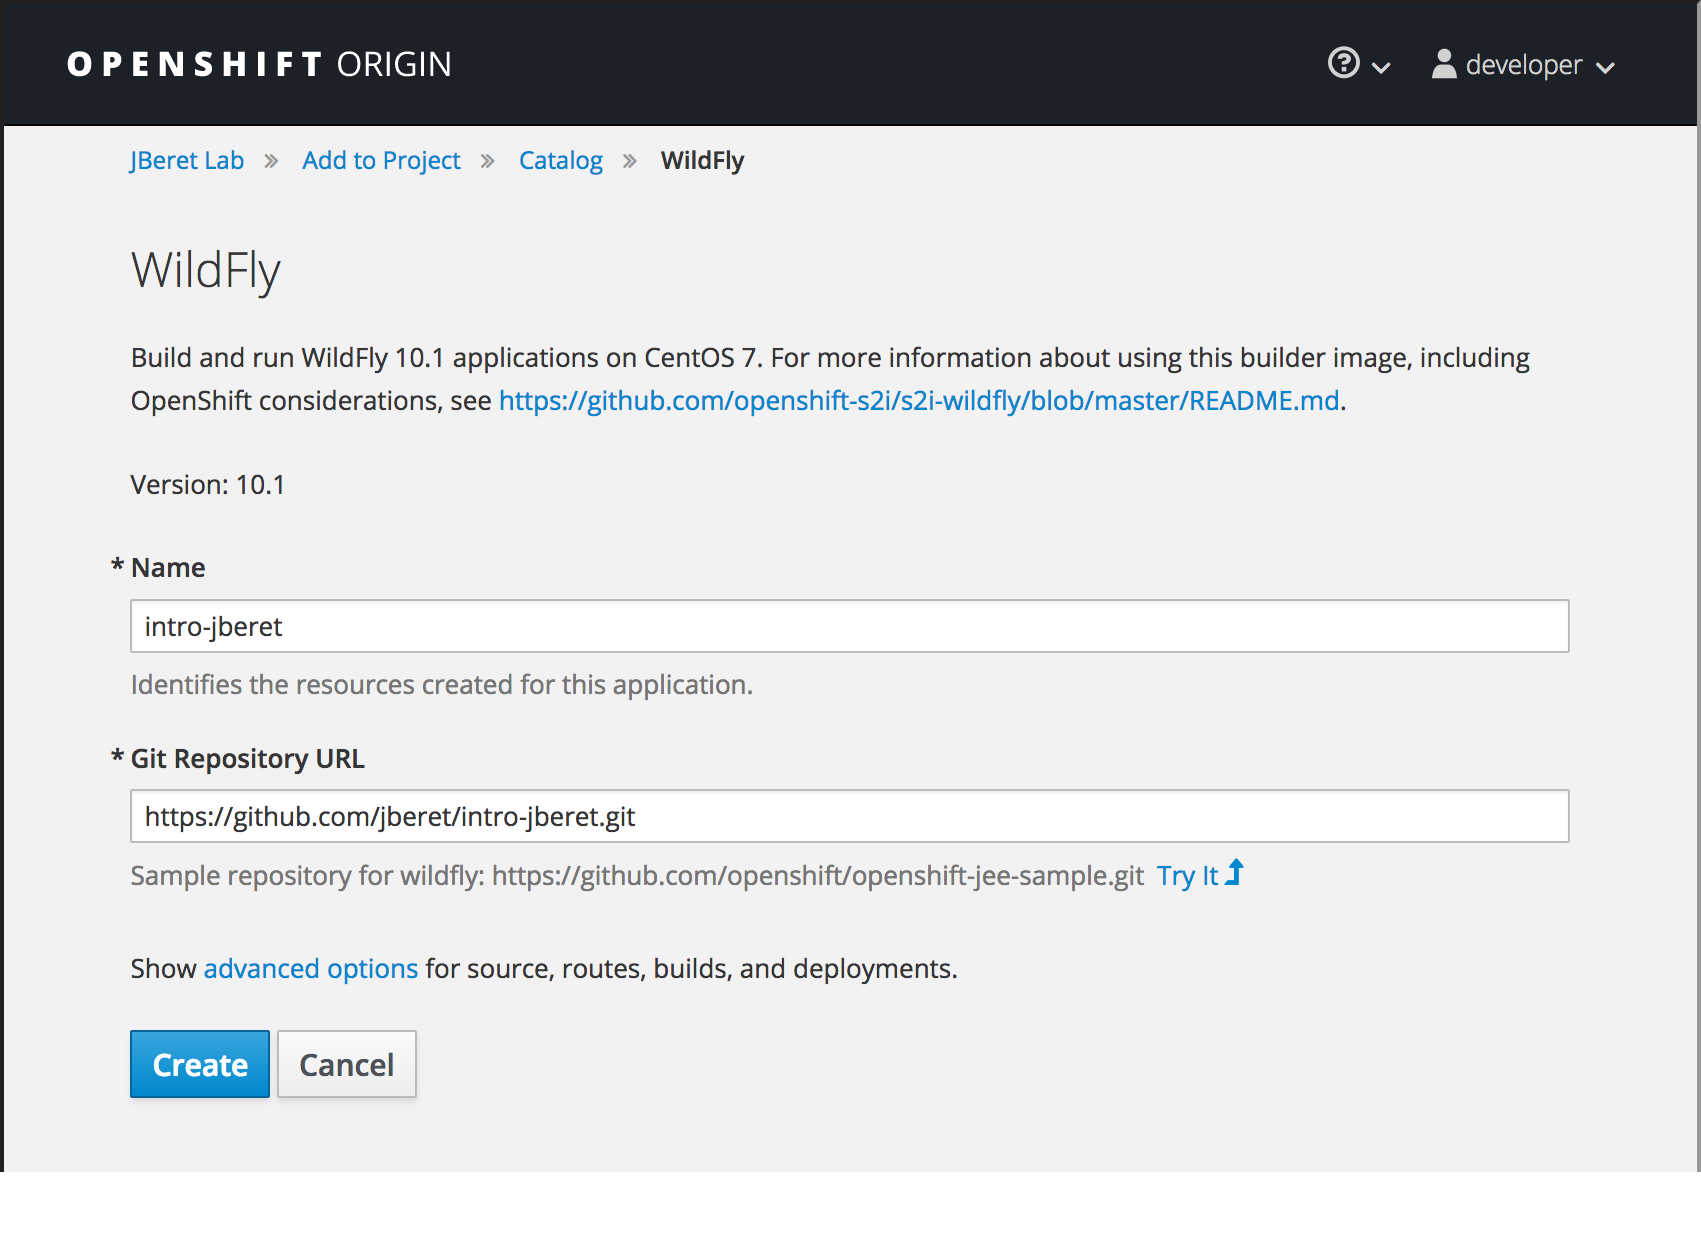 OPENSHIFT ORIGIN
developer
JBeret Lab » Add to Project » Catalog » WildFly
WildFly
Build and run WildFly 10.1 applications on CentOS 7. For more information about using this builder image, including
OpenShift considerations, see https://github.com/openshift-s2i/s2i-wildfly/blob/master/README.md.
Version: 10.1
* Name
intro-jberet
Identifies the resources created for this application.
* Git Repository URL
https://github.com/jberet/intro-jberet.git
Sample repository for wildfly: https://github.com/openshift/openshift-jee-sample.git Try It
Show advanced options for source, routes, builds, and deployments.
Create Cancel